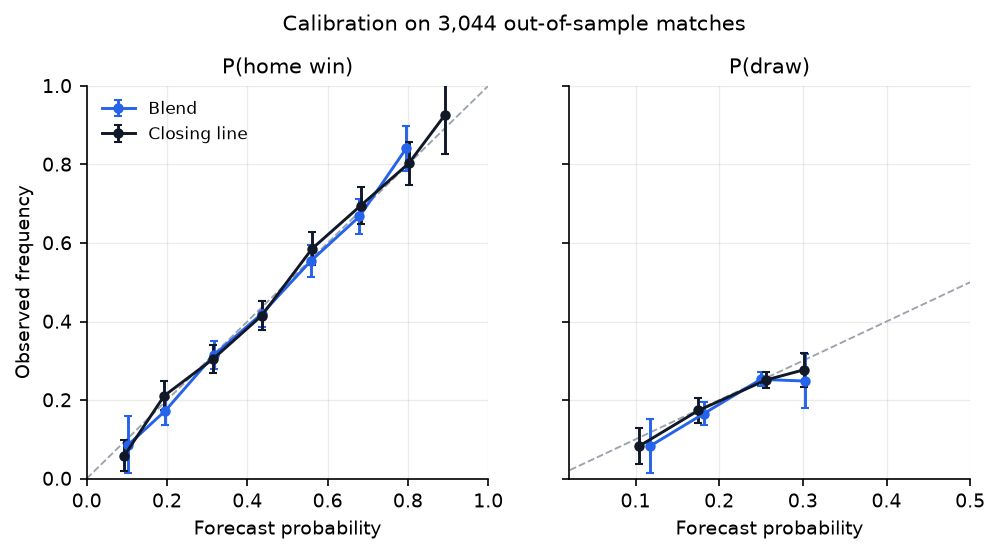 Calibration on 3,044 out-of-sample matches
P(home win)
P(draw)
Blend
Closing line
Observed frequency
1.0
0.8
0.6
0.4
0.2
0.0
0.0 0.2 0.4 0.6 0.8 1.0
0.1 0.2 0.3 0.4 0.5
Forecast probability
Forecast probability